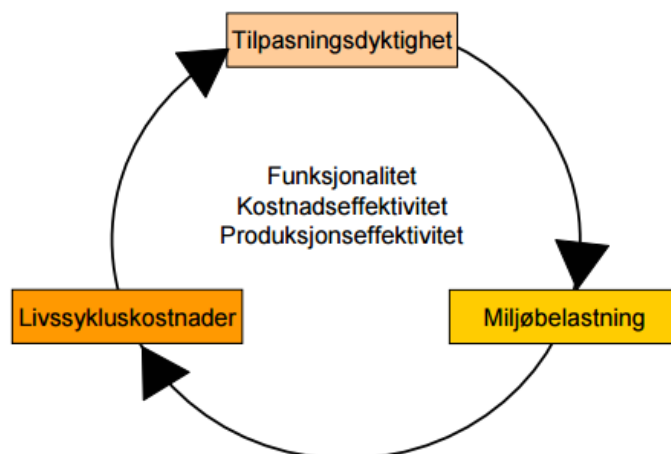 Tilpasningsdyktighet
Funksjonalitet
Kostnadseffektivitet
Produksjonseffektivitet
Livssykluskostnader
Miljøbelastning